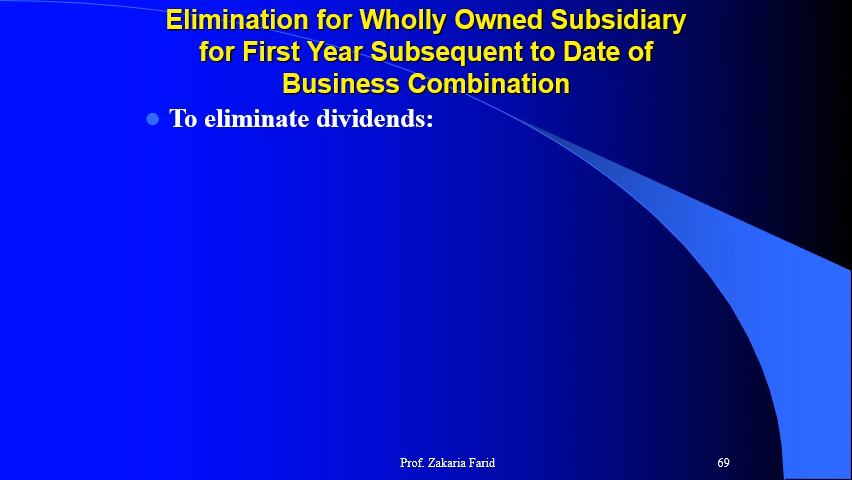 Elimination for Wholly Owned Subsidiary
for First Year Subsequent to Date of
Business Combination
To eliminate dividends:
Prof. Zakaria Farid
69